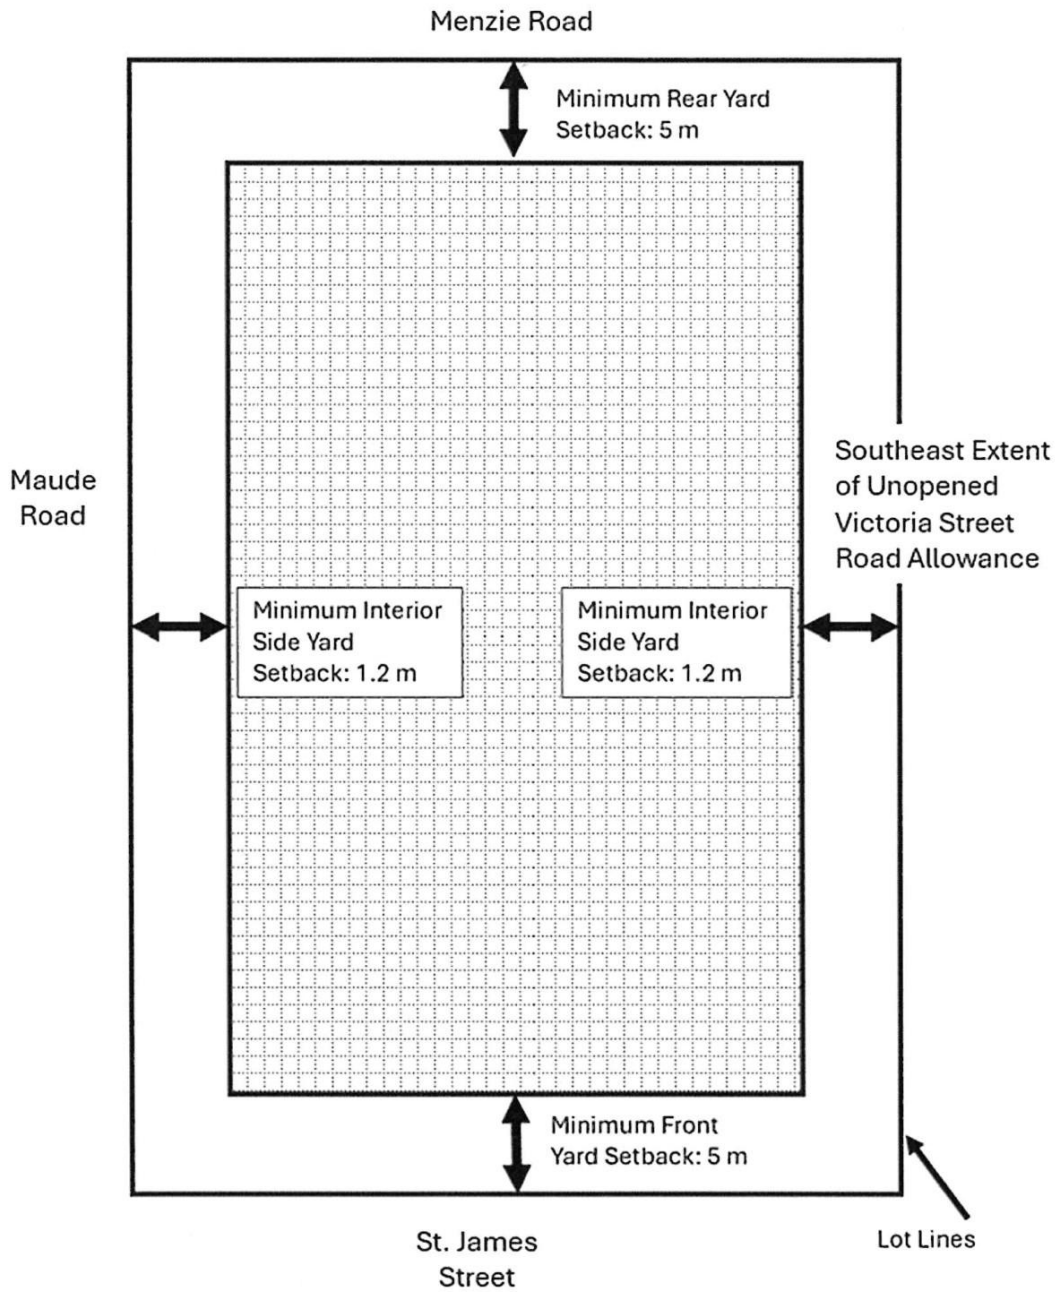 Menzie Road
Minimum Rear Yard
Setback: 5 m
Maude
Road
Southeast Extent
of Unopened
Victoria Street
Road Allowance
Minimum Interior
Side Yard
Setback: 1.2 m
Minimum Interior
Side Yard
Setback: 1.2 m
Minimum Front
Yard Setback: 5 m
St. James
Street
Lot Lines